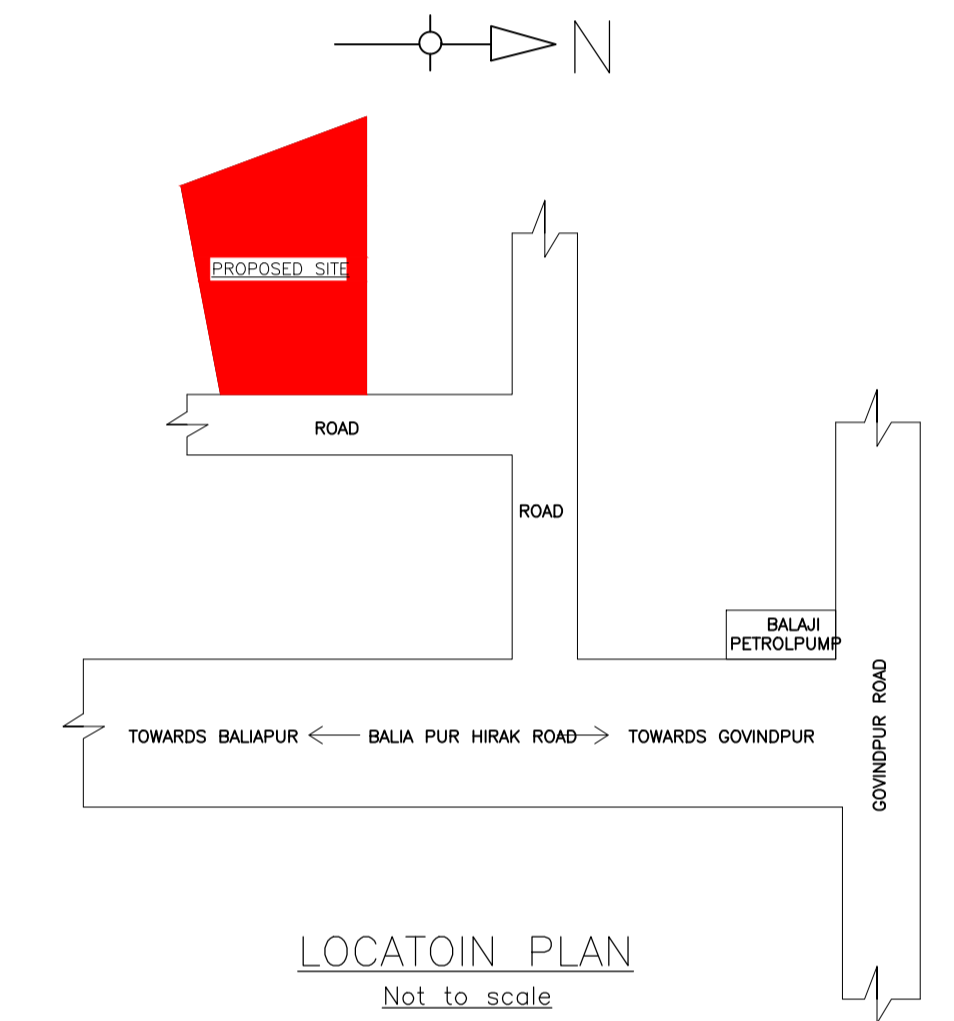 N
PROPOSED SITE
ROAD
ROAD
BALAJI
PETROLPUMP
TOWARDS BALIAPUR
BALIA PUR HIRAK ROAD
TOWARDS GOVINDPUR
GOVINDPUR ROAD
LOCATOIN PLAN
Not to scale